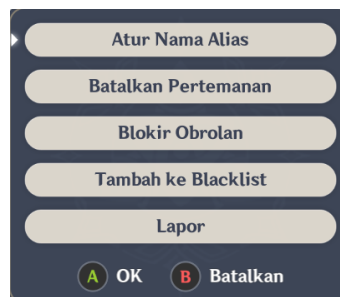 Atur Nama Alias
Batalkan Pertemanan
Blokir Obrolan
Tambah ke Blacklist
Lapor
A OK B Batalkan